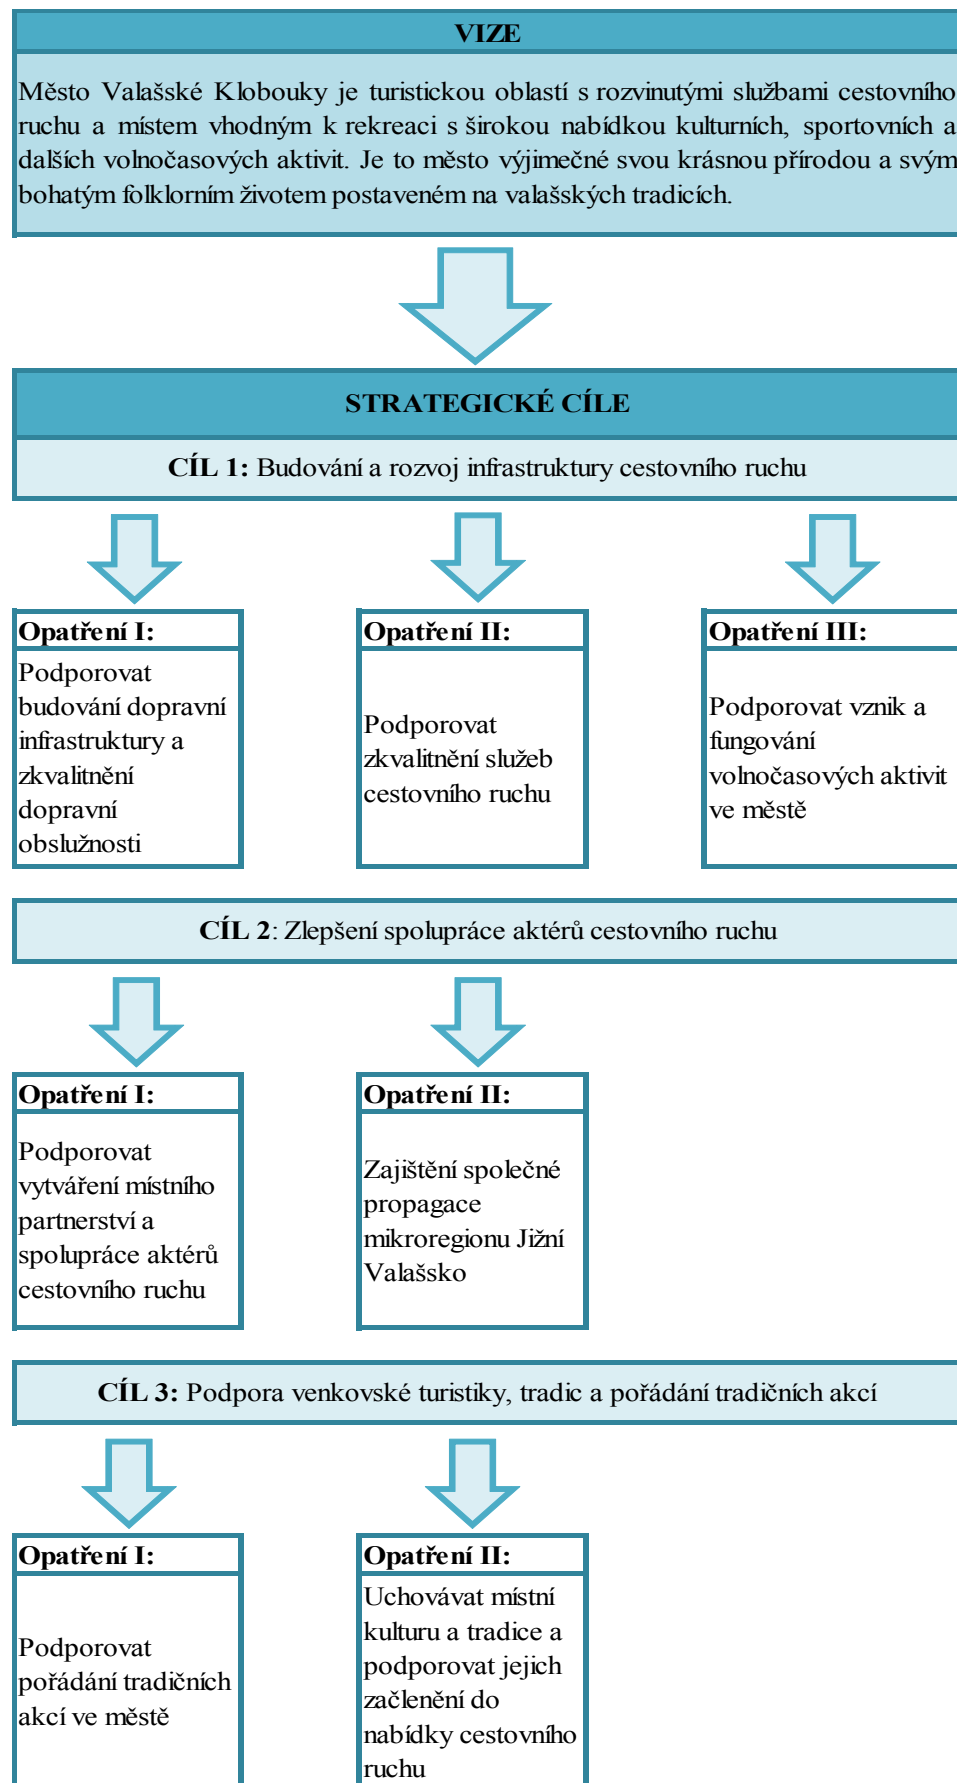 VIZE
Město Valašské Klobouky je turistickou oblastí s rozvinutými službami cestovního
ruchu a místem vhodným k rekreaci s širokou nabídkou kulturních, sportovních a
dalších volnočasových aktivit. Je to město výjimečné svou krásnou přírodou a svým
bohatým folklorním životem postaveném na valašských tradicích.
STRATEGICKÉ CÍLE
CÍL 1: Budování a rozvoj infrastruktury cestovního ruchu
Opatření I:
Podporovat
budování dopravní
infrastruktury a
zkvalitnění
dopravní
obslužnosti
Opatření II:
Podporovat
zkvalitnění služeb
cestovního ruchu
Opatření III:
Podporovat vznik a
fungování
volnočasových aktivit
ve městě
CÍL 2: Zlepšení spolupráce aktérů cestovního ruchu
Opatření I:
Podporovat
vytváření místního
partnerství a
spolupráce aktérů
cestovního ruchu
Opatření II:
Zajištění společné
propagace
mikroregionu Jižní
Valašsko
CÍL 3: Podpora venkovské turistiky, tradic a pořádání tradičních akcí
Opatření I:
Podporovat
pořádání tradičních
akcí ve městě
Opatření II:
Uchovávat místní
kulturu a tradice a
podporovat jejich
začlenění do
nabídky cestovního
ruchu